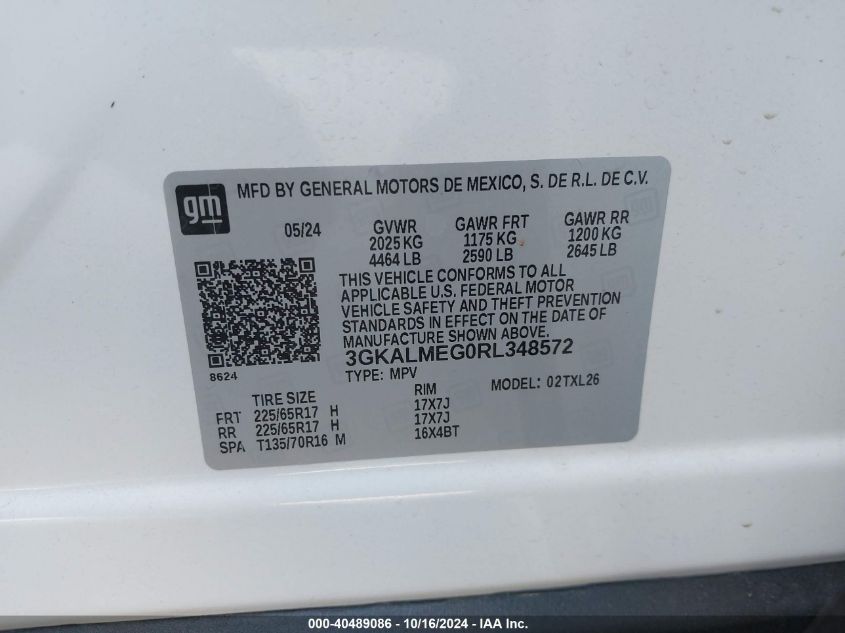 gm
MFD BY GENERAL MOTORS DE MEXICO, S. DE R.L. DE C.V.
05/24 GVWR GAWR FRT GAWR RR
2025 KG 1175 KG 1200 KG
4464 LB 2590 LB 2645 LB
THIS VEHICLE CONFORMS TO ALL
APPLICABLE U.S. FEDERAL MOTOR
VEHICLE SAFETY AND THEFT PREVENTION
STANDARDS IN EFFECT ON THE DATE OF
MANUFACTURE SHOWN ABOVE.
3GKALMEG0RL348572
8624
TYPE: MPV MODEL: 02TXL26
TIRE SIZE RIM
FRT 225/65R17 H 17X7J
RR 225/65R17 H 17X7J
SPA T135/70R16 M 16X4BT
000-40489086 - 10/16/2024 - IAA Inc.